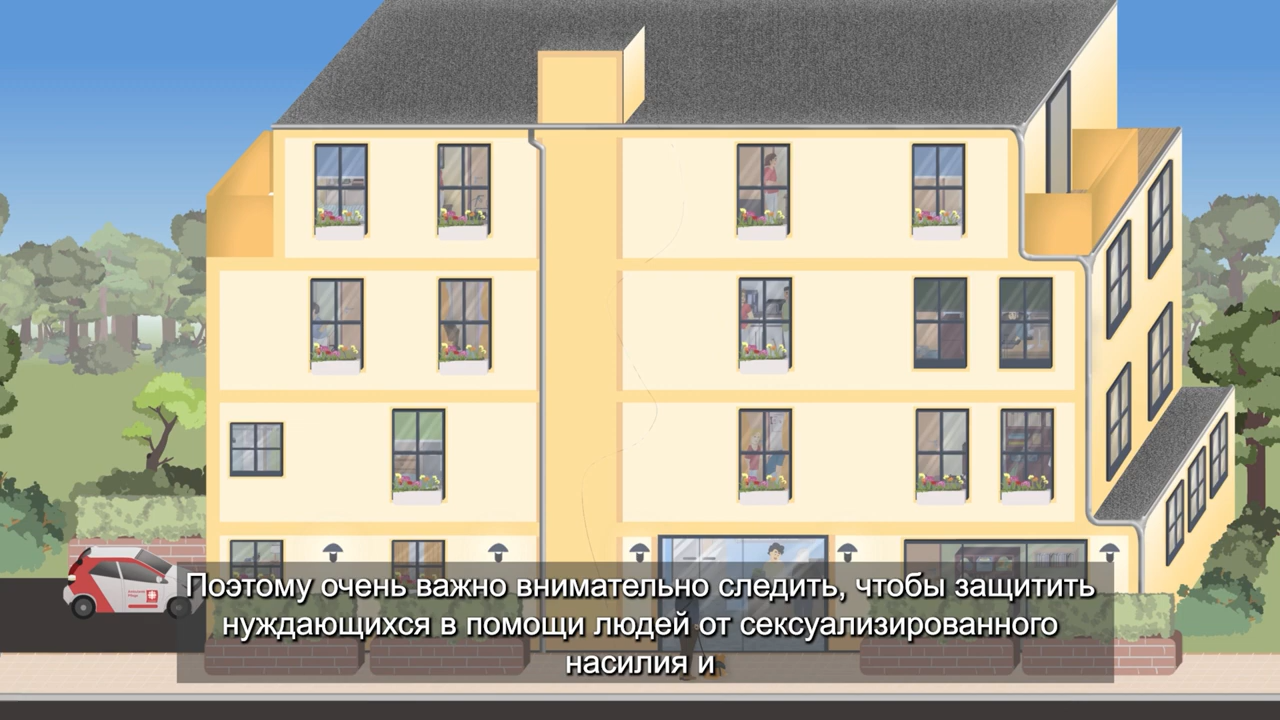 Поэтому очень важно внимательно следить, чтобы защитить
нуждающихся в помощи людей от сексуализированного
насилия и